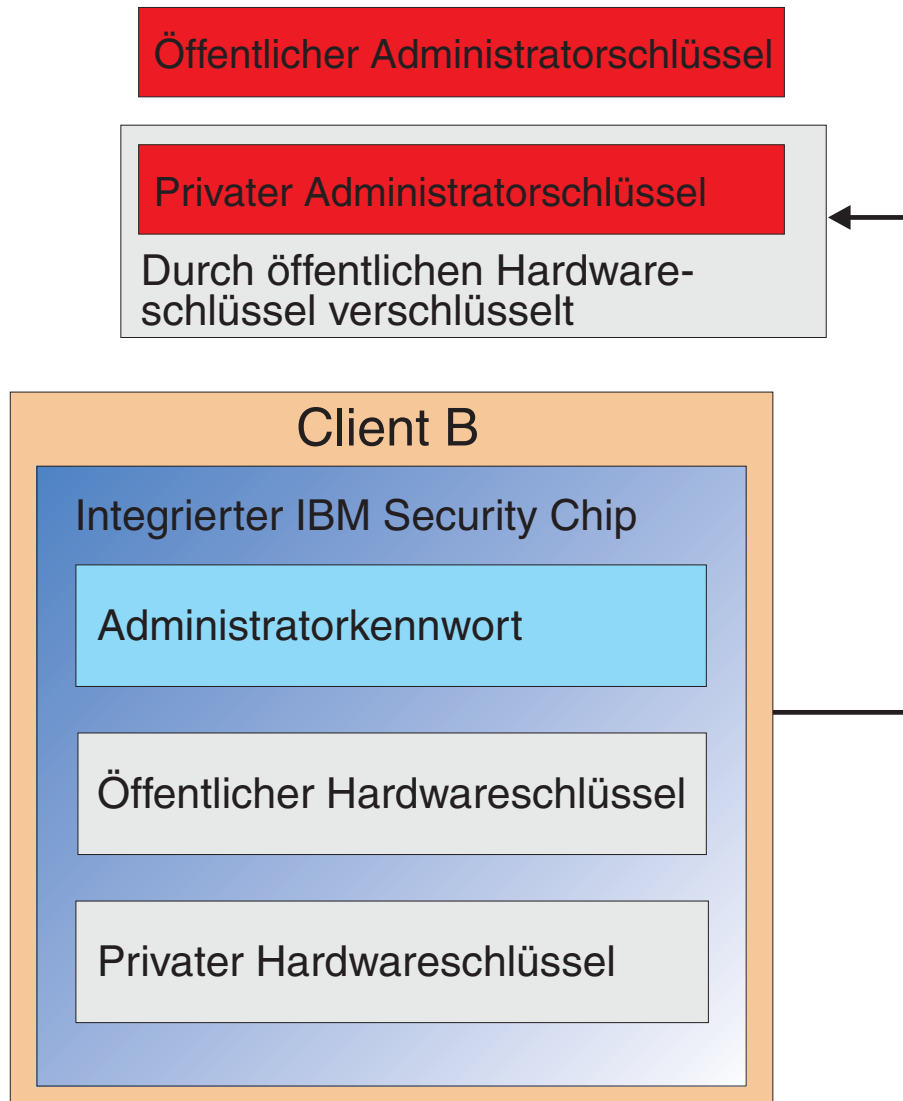 Öffentlicher Administratorschlüssel
Privater Administratorschlüssel
Durch öffentlichen Hardware-
schlüssel verschlüsselt
Client B
Integrierter IBM Security Chip
Administratorkennwort
Öffentlicher Hardwareschlüssel
Privater Hardwareschlüssel